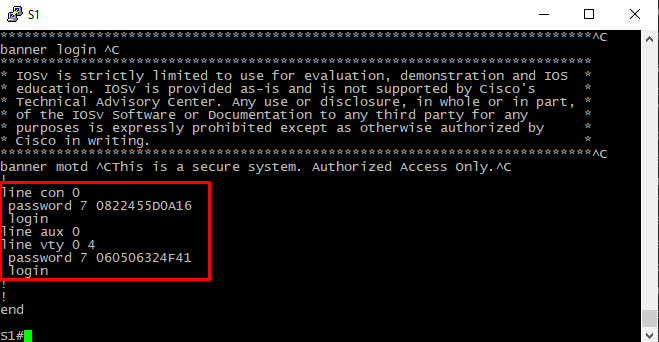 S1
**************************************************************************^C
banner login ^C
**************************************************************************
* IOSv is strictly limited to use for evaluation, demonstration and IOS  *
* education. IOSv is provided as-is and is not supported by Cisco's      *
* Technical Advisory Center. Any use or disclosure, in whole or in part, *
* of the IOSv Software or Documentation to any third party for any       *
* purposes is expressly prohibited except as otherwise authorized by     *
* Cisco in writing.                                                      *
**************************************************************************^C
banner motd ^CThis is a secure system. Authorized Access Only.^C
!
line con 0
 password 7 0822455D0A16
 login
line aux 0
line vty 0 4
 password 7 060506324F41
 login
!
!
end
S1#